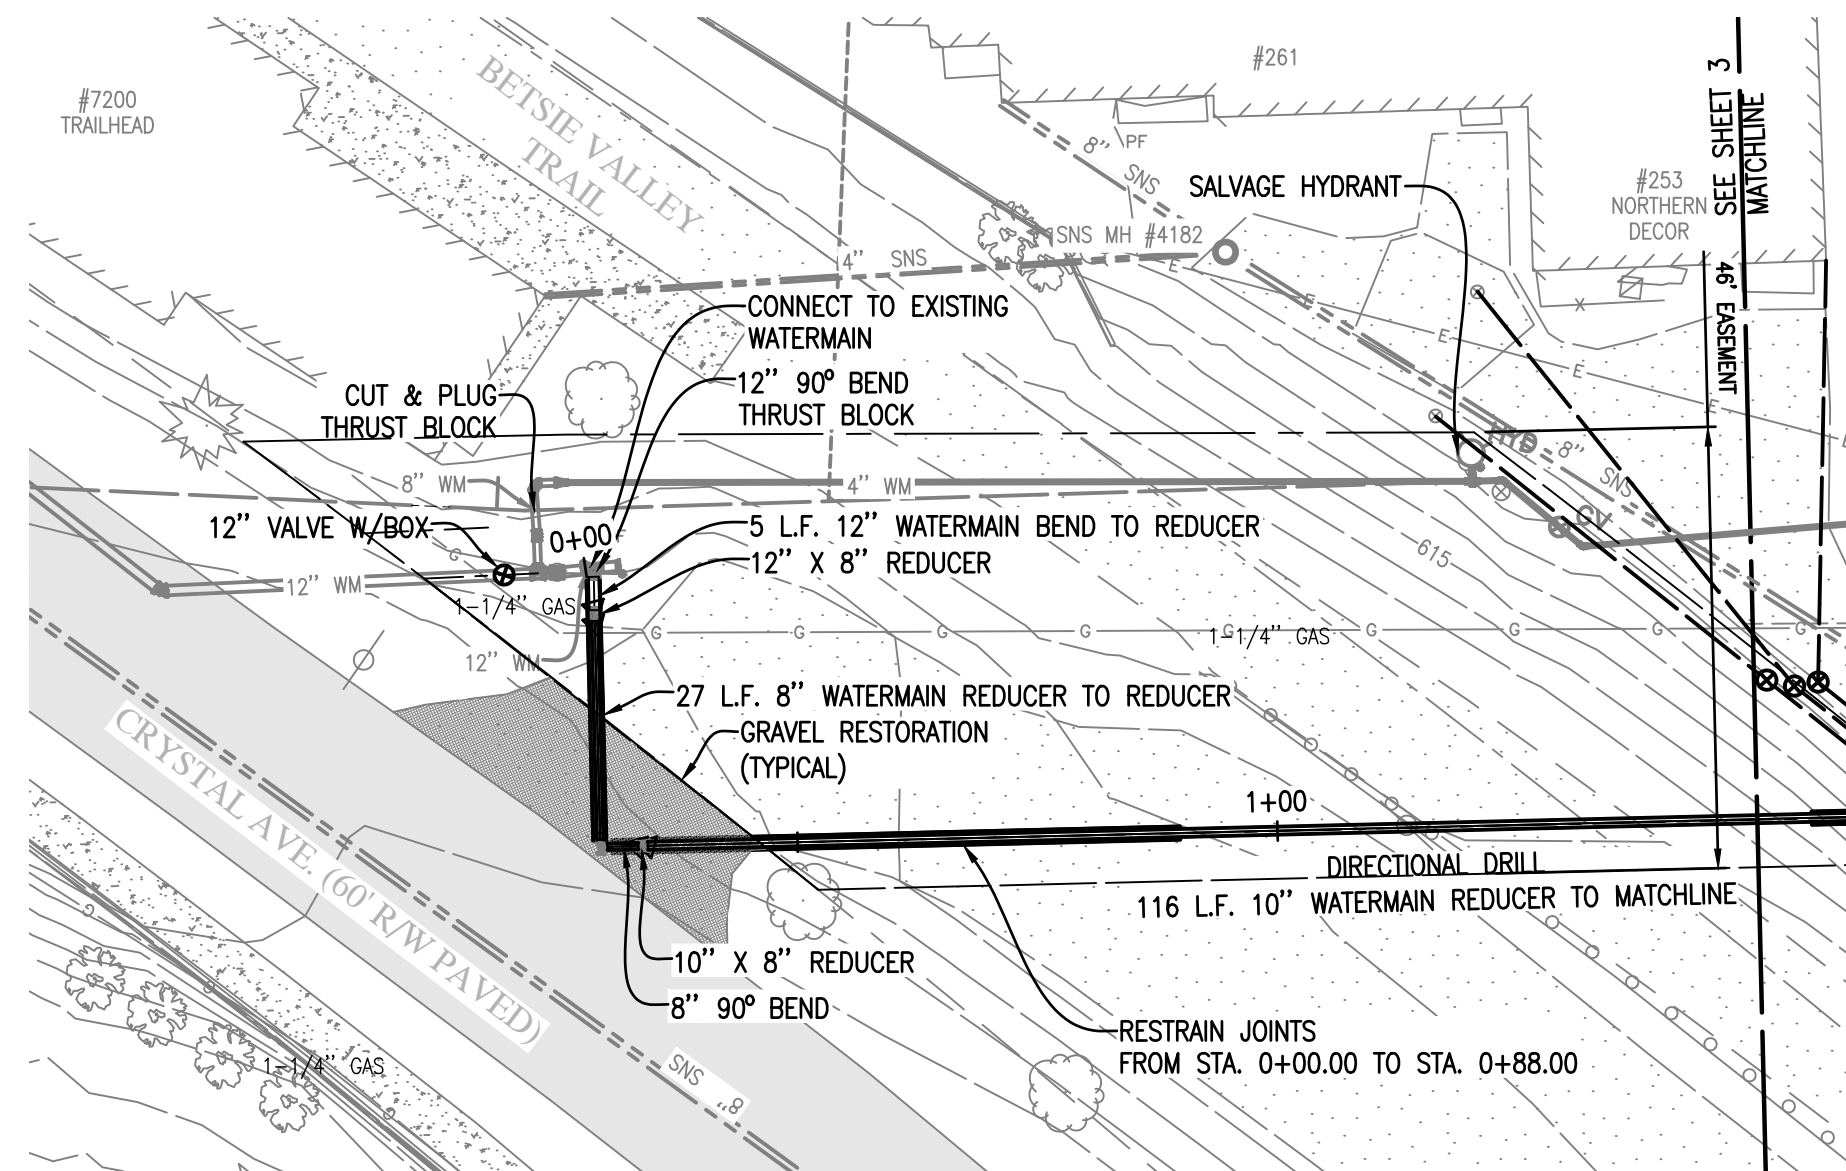 #7200
TRAILHEAD
BETSIE VALLEY
TRAIL
#261
8" SNS
PF
SALVAGE HYDRANT
#253
NORTHERN
DECOR
SEE SHEET 3
MATCHLINE
46' EASEMENT
SNS MH #4182
4" SNS
E
E
E
E
E
E
CONNECT TO EXISTING
WATERMAIN
12" 90° BEND
THRUST BLOCK
CUT & PLUG
THRUST BLOCK
8" WM
4" WM
HYD
8" SNS
GV
12" VALVE W/BOX
0+00
5 L.F. 12" WATERMAIN BEND TO REDUCER
12" X 8" REDUCER
615
G
12" WM
1-1/4" GAS
G
G
G
G
G
G
G
G
G
1-1/4" GAS
12" WM
27 L.F. 8" WATERMAIN REDUCER TO REDUCER
GRAVEL RESTORATION
(TYPICAL)
CRYSTAL AVE. (60' R/W PAVED)
1+00
DIRECTIONAL DRILL
116 L.F. 10" WATERMAIN REDUCER TO MATCHLINE
G
10" X 8" REDUCER
8" 90° BEND
RESTRAIN JOINTS
FROM STA. 0+00.00 TO STA. 0+88.00
1-1/4" GAS
SNS 8"